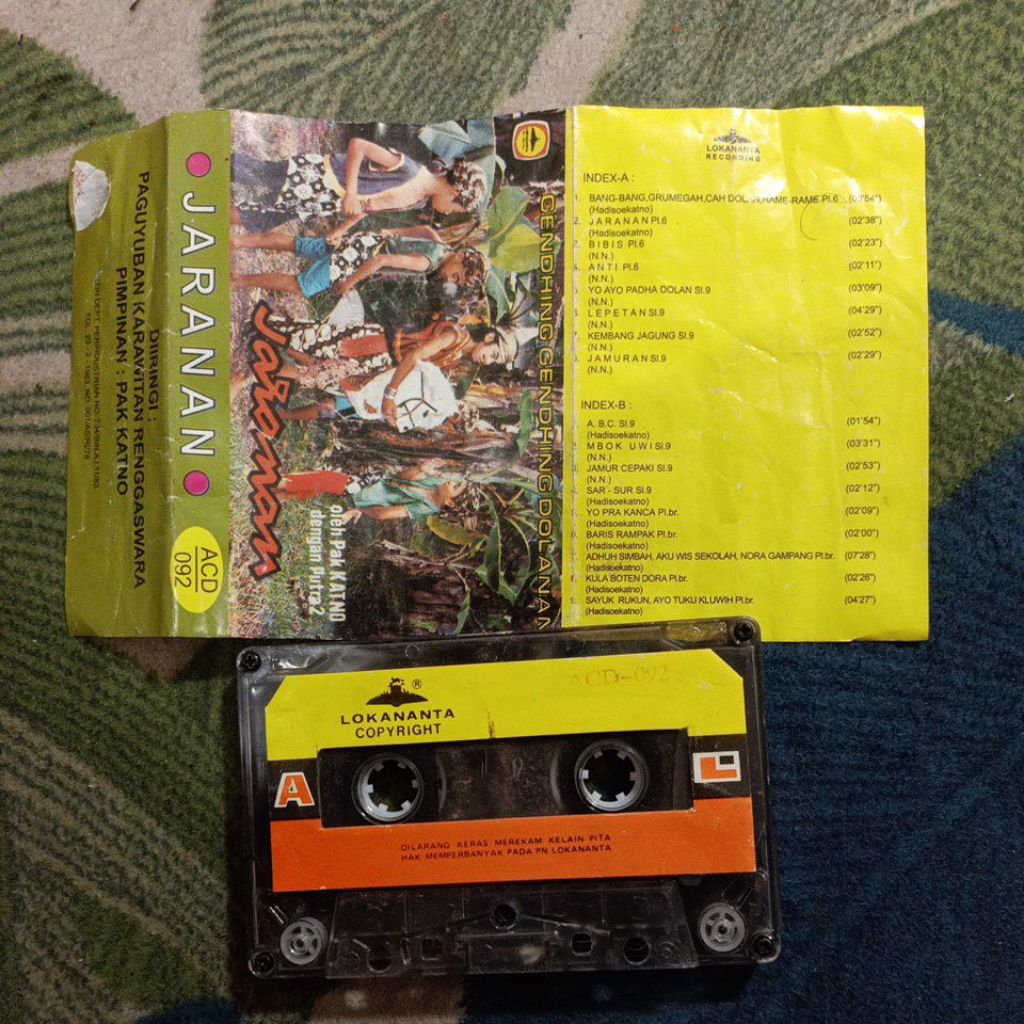 PAGUYUBAN KARAWITAN RENGGASWARA
PIMPINAN : PAK KATNO
DIIRINGI :
JARANAN
ACD
092
Jaranan
oleh Pak KATNO
dengan Putra2
GENDHING GENDHING DOLANAN
LOKANANTA
RECORDING
INDEX-A :
1. BANG-BANG,GRUMEGAH,CAH DOLAN,RAME-RAME Pl.6 (03'54")
(Hadisoekatno)
2. JARANAN Pl.6 (02'38")
(Hadisoekatno)
3. BIBIS Pl.6 (02'23")
(N.N.)
4. ANTI Pl.6 (02'11")
(N.N.)
5. YO AYO PADHA DOLAN Sl.9 (03'09")
(N.N.)
LEPETAN Sl.9 (04'29")
(N.N.)
7. KEMBANG JAGUNG Sl.9 (02'52")
(N.N.)
JAMURAN Sl.9 (02'29")
(N.N.)
INDEX-B :
1. A.B.C. Sl.9 (01'54")
(Hadisoekatno)
2. MBOK UWI Sl.9 (03'31")
(N.N.)
3. JAMUR CEPAKI Sl.9 (02'53")
(N.N.)
SAR - SUR Sl.9 (02'12")
(Hadisoekatno)
YO PRA KANCA Pl.br. (02'09")
(Hadisoekatno)
6. BARIS RAMPAK Pl.br. (02'00")
(Hadisoekatno)
ADHUH SIMBAH, AKU WIS SEKOLAH, NORA GAMPANG Pl.br. (07'28")
(Hadisoekatno)
8. KULA BOTEN DORA Pl.br. (02'26")
(Hadisoekatno)
SAYUK RUKUN, AYO TUKU KLUWIH Pl.br. (04'27")
(Hadisoekatno)
LOKANANTA ®
COPYRIGHT
ACD-092
A
DILARANG KERAS MEREKAM KELAIN PITA
HAK MEMPERBANYAK PADA PN LOKANANTA